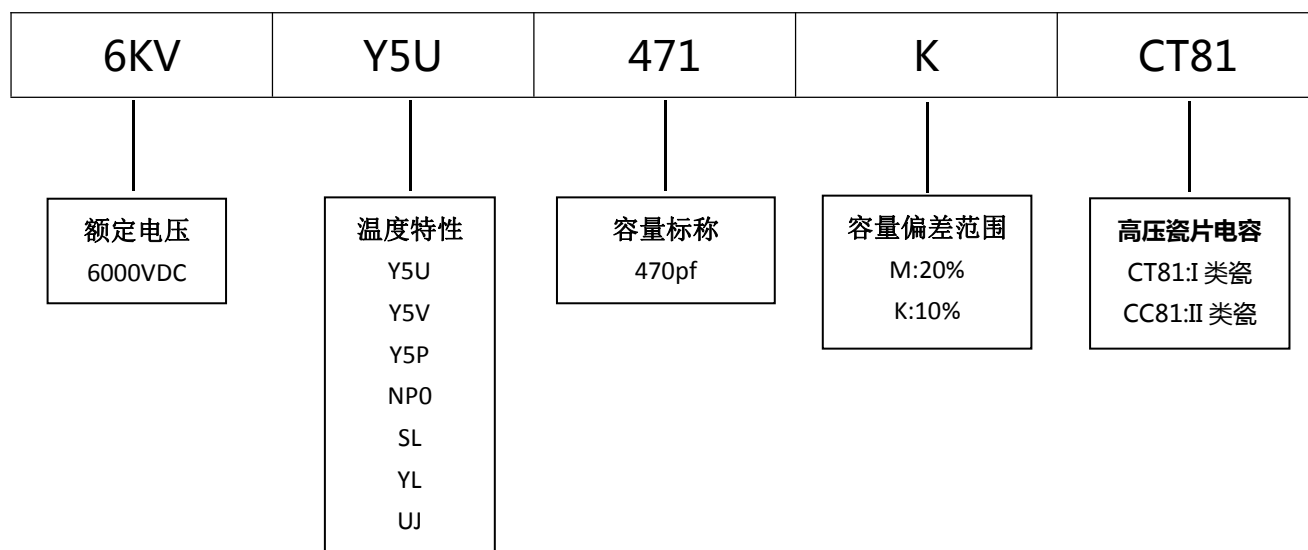 6KV Y5U 471 K CT81
额定电压
6000VDC
温度特性
Y5U
Y5V
Y5P
NP0
SL
YL
UJ
容量标称
470pf
容量偏差范围
M:20%
K:10%
高压瓷片电容
CT81:I 类瓷
CC81:II 类瓷